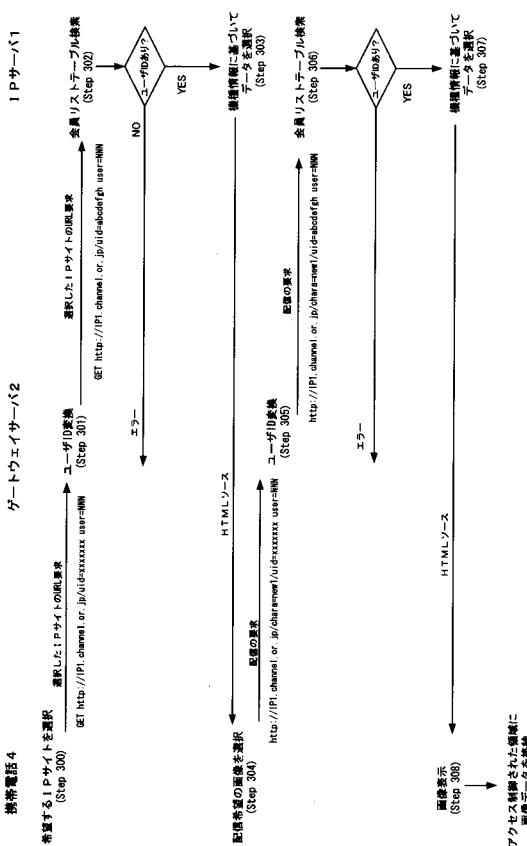 携帯電話４
ゲートウェイサーバ２
ＩＰサーバ１
希望するＩＰサイトを選択
(Step 300)
選択したＩＰサイトのURL要求
GET http://IP1.channel.or.jp/uid=xxxxxxx user=NNN
ユーザID変換
(Step 301)
選択したＩＰサイトのURL要求
GET http://IP1.channel.or.jp/uid=abcdefgh user=NNN
会員リストテーブル検索
(Step 302)
ユーザIDあり?
NO
エラー
YES
機種情報に基づいて
データを選択
(Step 303)
ＨＴＭＬソース
配信希望の画像を選択
(Step 304)
配信の要求
http://IP1.channel.or.jp/chara=new1/uid=xxxxxxx user=NNN
ユーザID変換
(Step 305)
配信の要求
http://IP1.channel.or.jp/chara=new1/uid=abcdefgh user=NNN
会員リストテーブル検索
(Step 306)
ユーザIDあり?
エラー
YES
機種情報に基づいて
データを選択
(Step 307)
ＨＴＭＬソース
画像表示
(Step 308)
アクセス制御された領域に
画像データを格納